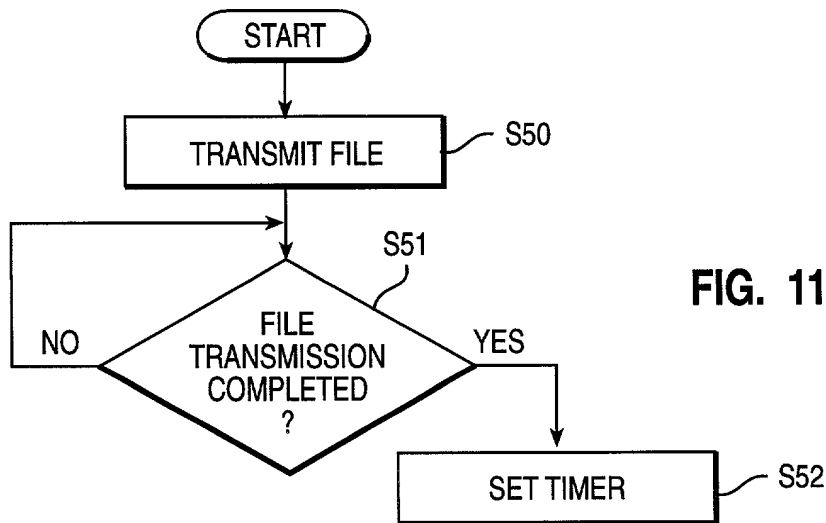 START
TRANSMIT FILE
S50
S51
FILE
TRANSMISSION
COMPLETED
?
NO
YES
FIG. 11
SET TIMER
S52